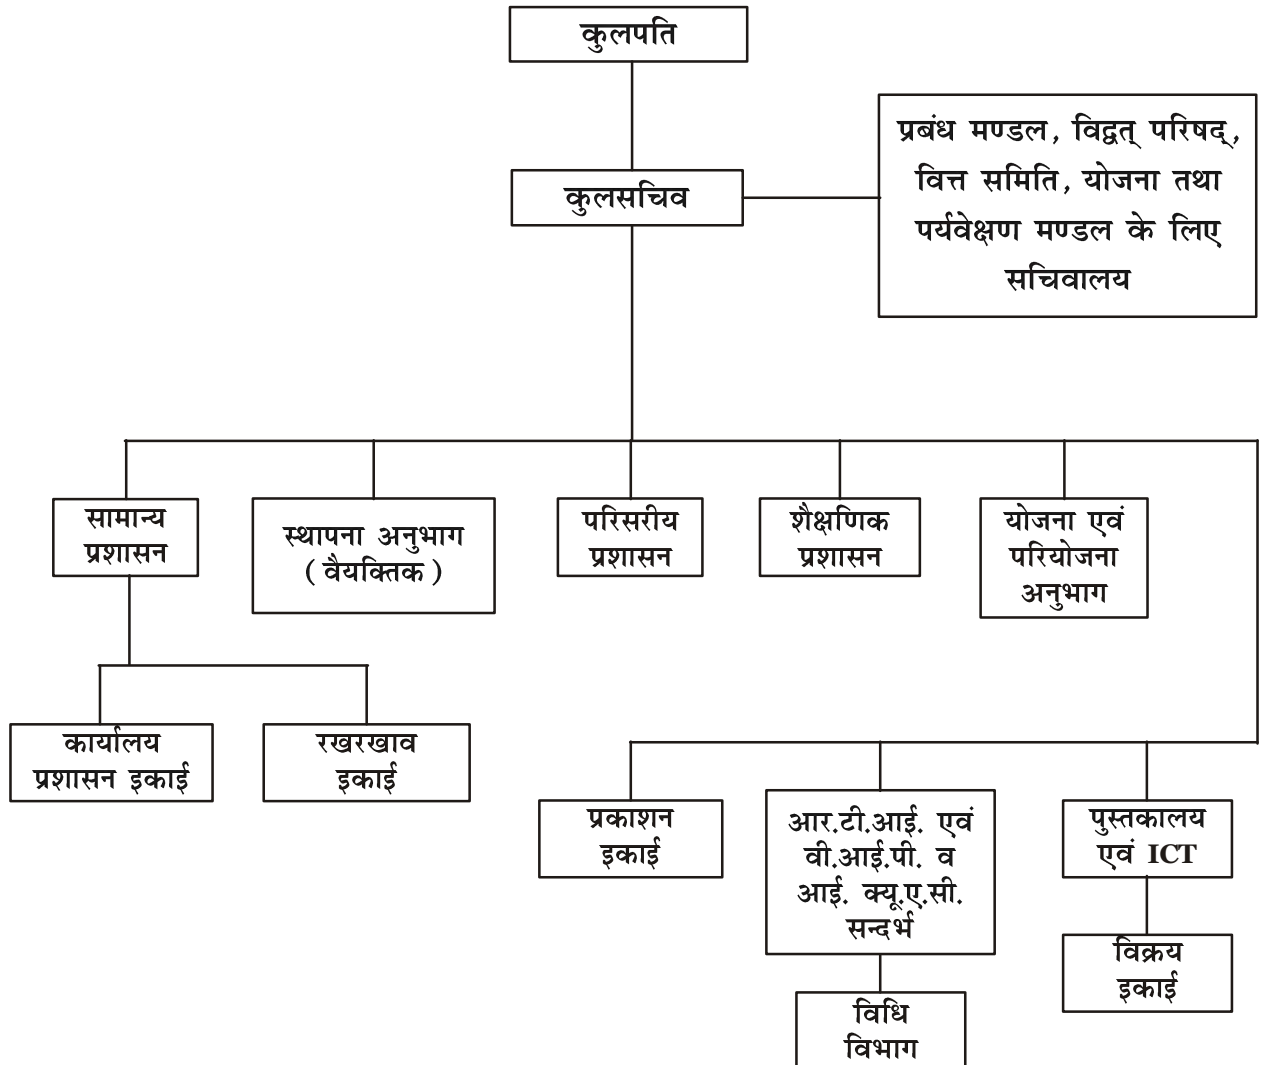 कुलपति
प्रबंध मण्डल, विद्वत् परिषद्,
वित्त समिति, योजना तथा
पर्यवेक्षण मण्डल के लिए
सचिवालय
कुलसचिव
सामान्य
प्रशासन
स्थापना अनुभाग
( वैयक्तिक )
परिसरीय
प्रशासन
शैक्षणिक
प्रशासन
योजना एवं
परियोजना
अनुभाग
कार्यालय
प्रशासन इकाई
रखरखाव
इकाई
प्रकाशन
इकाई
आर.टी.आई. एवं
वी.आई.पी. व
आई. क्यू.ए.सी.
सन्दर्भ
पुस्तकालय
एवं ICT
विक्रय
इकाई
विधि
विभाग